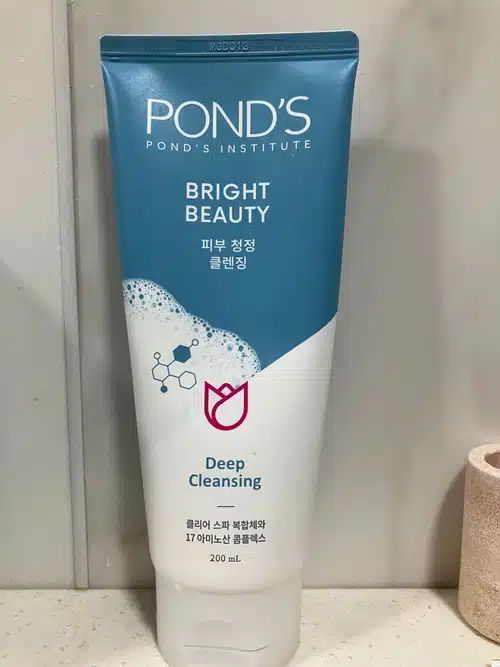 POND'S
POND'S INSTITUTE
BRIGHT
BEAUTY
피부 청정
클렌징
Deep
Cleansing
클리어 스파 복합체와
17 아미노산 콤플렉스
200 mL